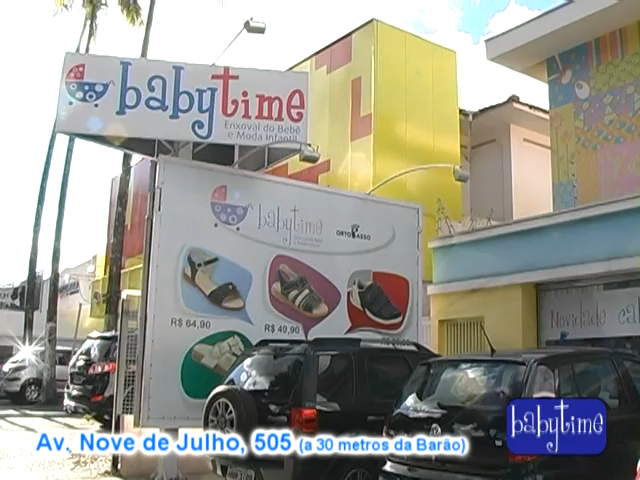 babytime
Enxoval do Bebê
e Moda Infantil
babytime
ORTOPASSO
R$ 64,90
R$ 49,90
Novidade
Av. Nove de Julho, 505 (a 30 metros da Barão)
babytime